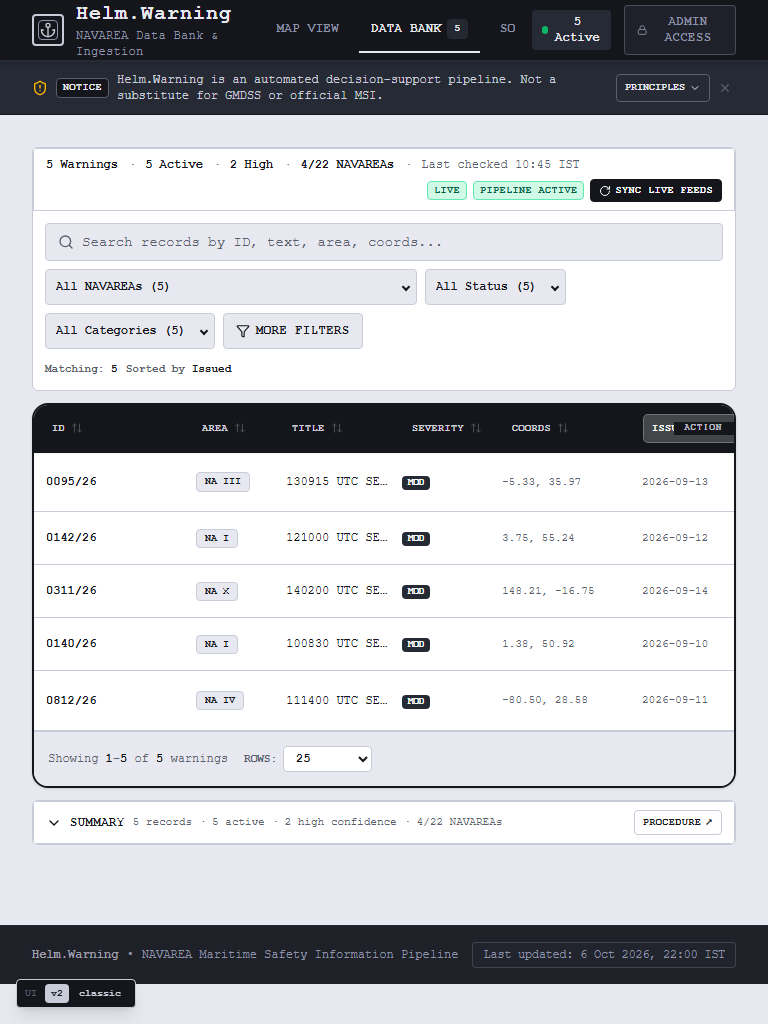 Helm.Warning
NAVAREA Data Bank &
Ingestion
MAP VIEW
DATA BANK 5
SO
5
Active
ADMIN
ACCESS
NOTICE
Helm.Warning is an automated decision-support pipeline. Not a
substitute for GMDSS or official MSI.
PRINCIPLES
5 Warnings · 5 Active · 2 High · 4/22 NAVAREAs · Last checked 10:45 IST
LIVE
PIPELINE ACTIVE
SYNC LIVE FEEDS
Search records by ID, text, area, coords...
All NAVAREAs (5)
All Status (5)
All Categories (5)
MORE FILTERS
Matching: 5 Sorted by Issued
ID AREA TITLE SEVERITY COORDS ISSU ACTION
0095/26 NA III 130915 UTC SE… MOD -5.33, 35.97 2026-09-13
0142/26 NA I 121000 UTC SE… MOD 3.75, 55.24 2026-09-12
0311/26 NA X 140200 UTC SE… MOD 148.21, -16.75 2026-09-14
0140/26 NA I 100830 UTC SE… MOD 1.38, 50.92 2026-09-10
0812/26 NA IV 111400 UTC SE… MOD -80.50, 28.58 2026-09-11
Showing 1–5 of 5 warnings ROWS: 25
SUMMARY 5 records · 5 active · 2 high confidence · 4/22 NAVAREAs
PROCEDURE ↗
Helm.Warning • NAVAREA Maritime Safety Information Pipeline
Last updated: 6 Oct 2026, 22:00 IST
UI v2 classic